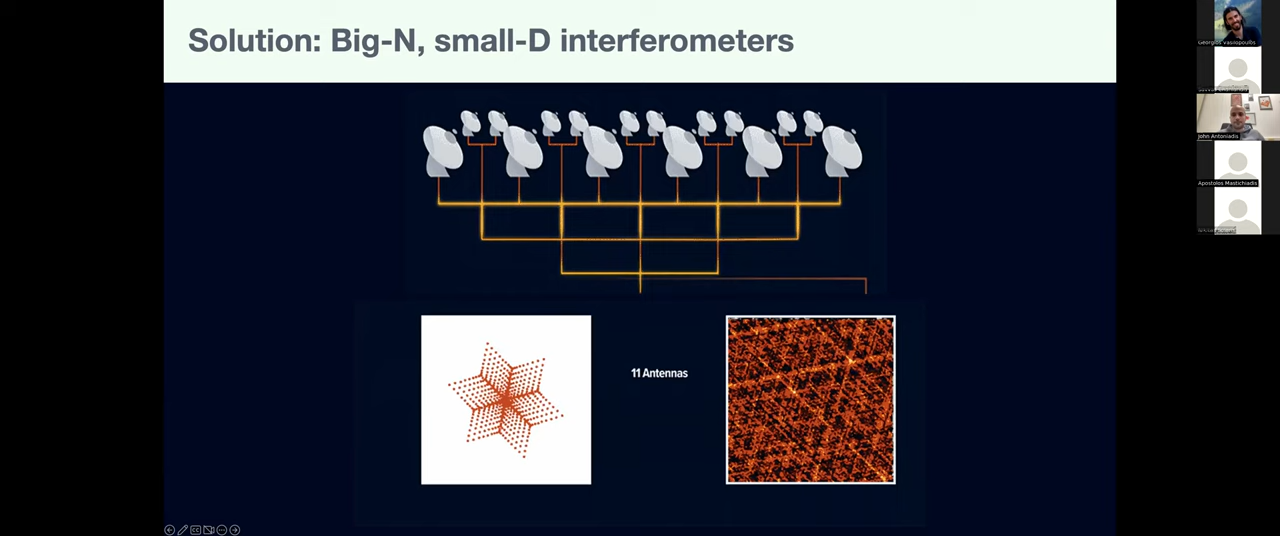 Solution: Big-N, small-D interferometers
11 Antennas
Georgios Vasilopoulos
John Antoniadis
Apostolos Mastichiadis